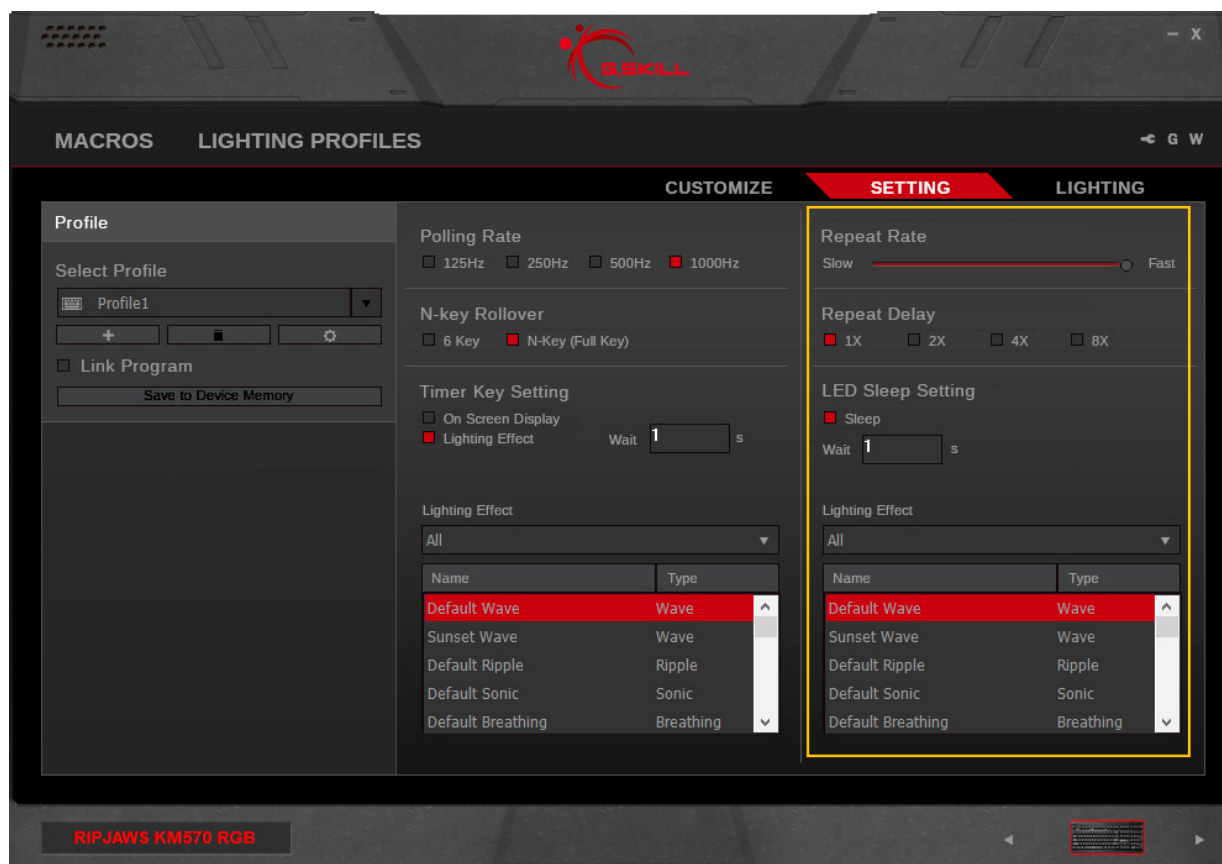 G.SKILL
- X
MACROS LIGHTING PROFILES
G W
CUSTOMIZE SETTING LIGHTING
Profile
Select Profile
Profile1
+
Link Program
Save to Device Memory
Polling Rate
125Hz 250Hz 500Hz 1000Hz
N-key Rollover
6 Key N-Key (Full Key)
Timer Key Setting
On Screen Display
Lighting Effect Wait 1 s
Lighting Effect
All
Name Type
Default Wave Wave
Sunset Wave Wave
Default Ripple Ripple
Default Sonic Sonic
Default Breathing Breathing
Repeat Rate
Slow Fast
Repeat Delay
1X 2X 4X 8X
LED Sleep Setting
Sleep
Wait 1 s
Lighting Effect
All
Name Type
Default Wave Wave
Sunset Wave Wave
Default Ripple Ripple
Default Sonic Sonic
Default Breathing Breathing
RIPJAWS KM570 RGB